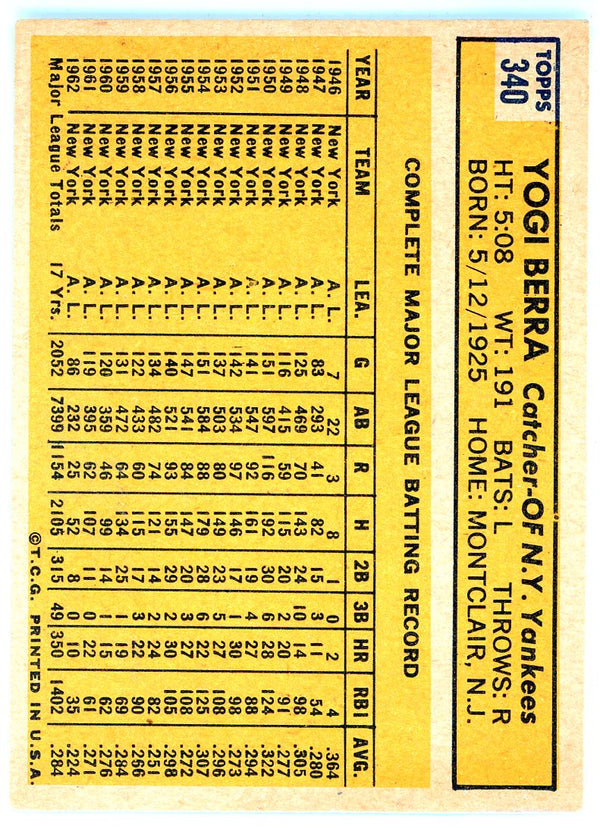 TOPPS
340
YOGI BERRA Catcher-OF N.Y. Yankees
HT: 5:08 WT: 191 BATS: L THROWS: R
BORN: 5/12/1925 HOME: MONTCLAIR, N.J.
COMPLETE MAJOR LEAGUE BATTING RECORD
YEAR TEAM LEA. G AB R H 2B 3B HR RBI AVG.
1946 New York A. L. 7 22 3 8 1 0 2 4 .364
1947 New York A. L. 83 293 41 82 15 3 11 54 .280
1948 New York A. L. 125 469 70 143 24 10 14 98 .305
1949 New York A. L. 116 415 59 115 20 2 20 91 .277
1950 New York A. L. 151 597 116 192 30 6 28 124 .322
1951 New York A. L. 141 547 92 161 19 4 27 88 .294
1952 New York A. L. 142 534 97 146 17 1 30 98 .273
1953 New York A. L. 137 503 80 149 23 5 27 108 .296
1954 New York A. L. 151 584 88 179 28 6 22 125 .307
1955 New York A. L. 147 541 84 147 20 3 27 108 .272
1956 New York A. L. 140 521 93 155 29 2 30 105 .298
1957 New York A. L. 134 482 74 121 14 2 24 82 .251
1958 New York A. L. 122 433 60 115 17 3 22 90 .266
1959 New York A. L. 131 472 64 134 25 1 19 69 .284
1960 New York A. L. 120 359 46 99 14 1 15 62 .276
1961 New York A. L. 119 395 62 107 11 0 22 61 .271
1962 New York A. L. 86 232 25 52 8 0 10 35 .224
Major League Totals 17 Yrs. 2052 7399 1154 2105 315 49 350 1402 .284
©T.C.G. PRINTED IN U.S.A.